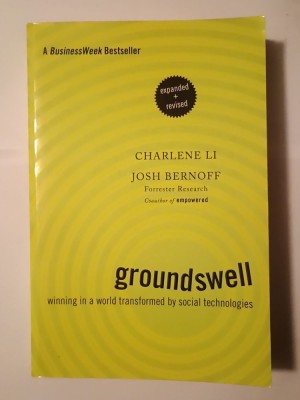 A BusinessWeek Bestseller
expanded
+
revised
CHARLENE LI
JOSH BERNOFF
Forrester Research
Coauthor of empowered
groundswell
winning in a world transformed by social technologies